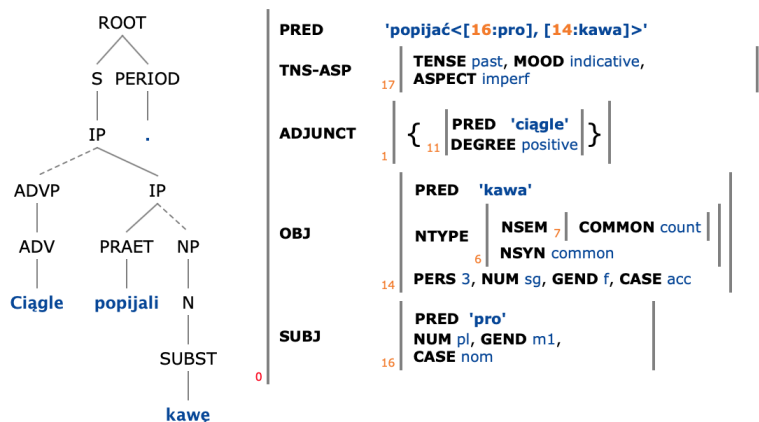 ROOT
S PERIOD
IP .
ADVP IP
ADV PRAET NP
Ciągle popijali N
SUBST
kawę
PRED 'popijać<[16:pro], [14:kawa]>'
TNS-ASP
TENSE past, MOOD indicative,
ASPECT imperf
17
ADJUNCT
{ PRED 'ciągle' }
11 DEGREE positive
1
OBJ
PRED 'kawa'
NTYPE
NSEM 7 COMMON count
NSYN common
6
PERS 3, NUM sg, GEND f, CASE acc
14
SUBJ
PRED 'pro'
NUM pl, GEND m1,
CASE nom
16
0